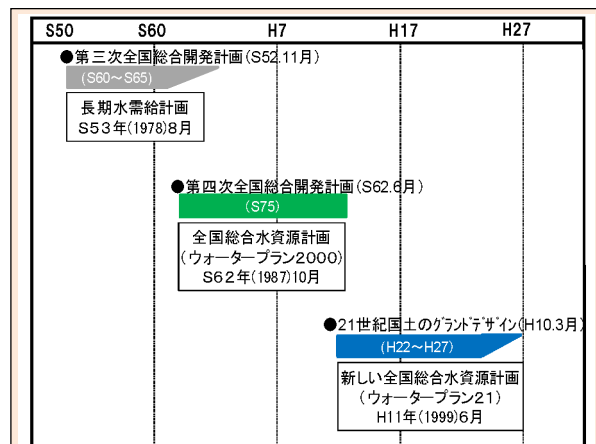 S50 S60 H7 H17 H27
●第三次全国総合開発計画(S52.11月)
(S60～S65)
長期水需給計画
S53年(1978)8月
●第四次全国総合開発計画(S62.6月)
(S75)
全国総合水資源計画
(ウォータープラン2000)
S62年(1987)10月
●21世紀国土のグランドデザイン(H10.3月)
(H22～H27)
新しい全国総合水資源計画
(ウォータープラン21)
H11年(1999)6月